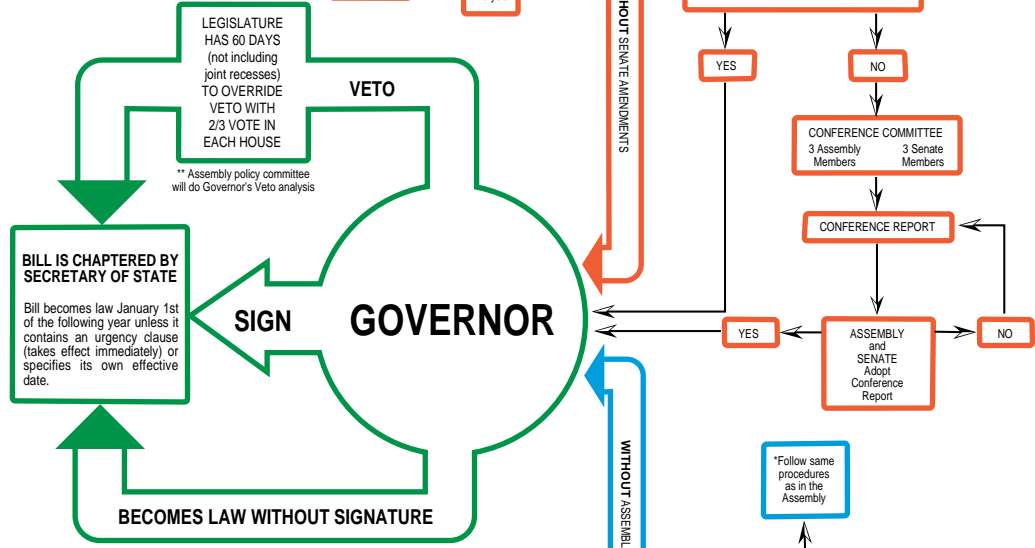 LEGISLATURE
HAS 60 DAYS
(not including
joint recesses)
TO OVERRIDE
VETO WITH
2/3 VOTE IN
EACH HOUSE
VETO
** Assembly policy committee
will do Governor's Veto analysis
BILL IS CHAPTERED BY
SECRETARY OF STATE
Bill becomes law January 1st
of the following year unless it
contains an urgency clause
(takes effect immediately) or
specifies its own effective
date.
SIGN
GOVERNOR
BECOMES LAW WITHOUT SIGNATURE
OUT SENATE AMENDMENTS
WITHOUT ASSEMBL
YES
NO
CONFERENCE COMMITTEE
3 Assembly
Members
3 Senate
Members
CONFERENCE REPORT
YES
ASSEMBLY
and
SENATE
Adopt
Conference
Report
NO
*Follow same
procedures
as in the
Assembly